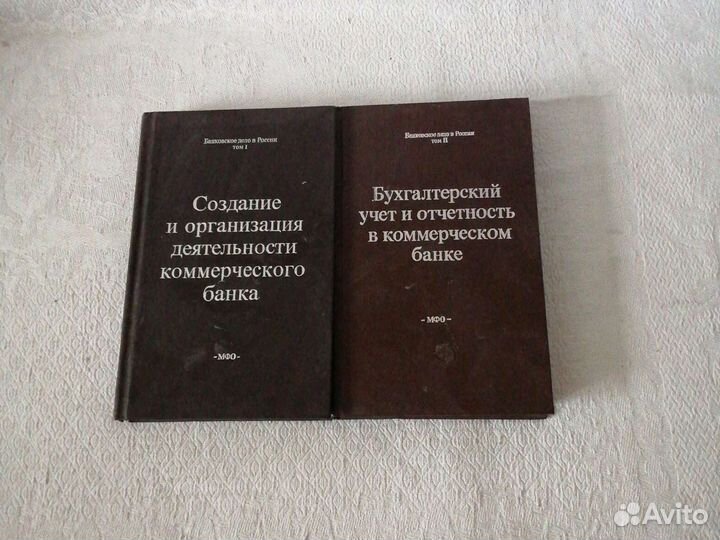 Банковское дело в России
том I
Создание
и организация
деятельности
коммерческого
банка
-МФО-
Банковское дело в России
том II
Бухгалтерский
учет и отчетность
в коммерческом
банке
-МФО-
Avito